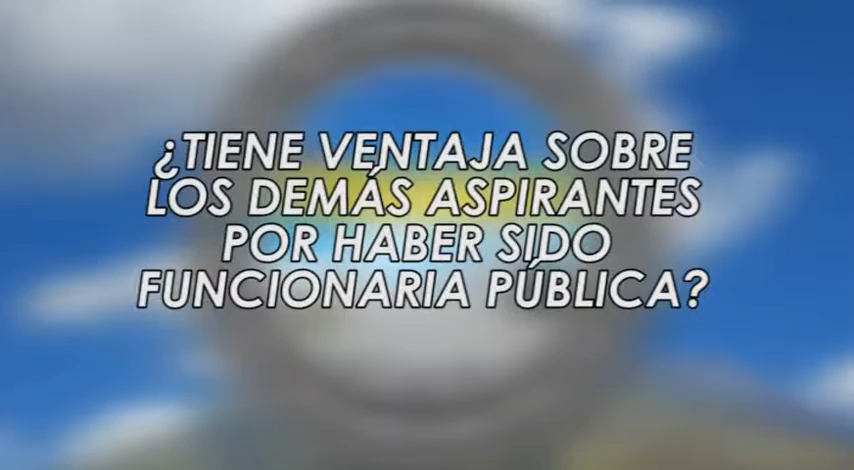 ¿TIENE VENTAJA SOBRE
LOS DEMÁS ASPIRANTES
POR HABER SIDO
FUNCIONARIA PÚBLICA?